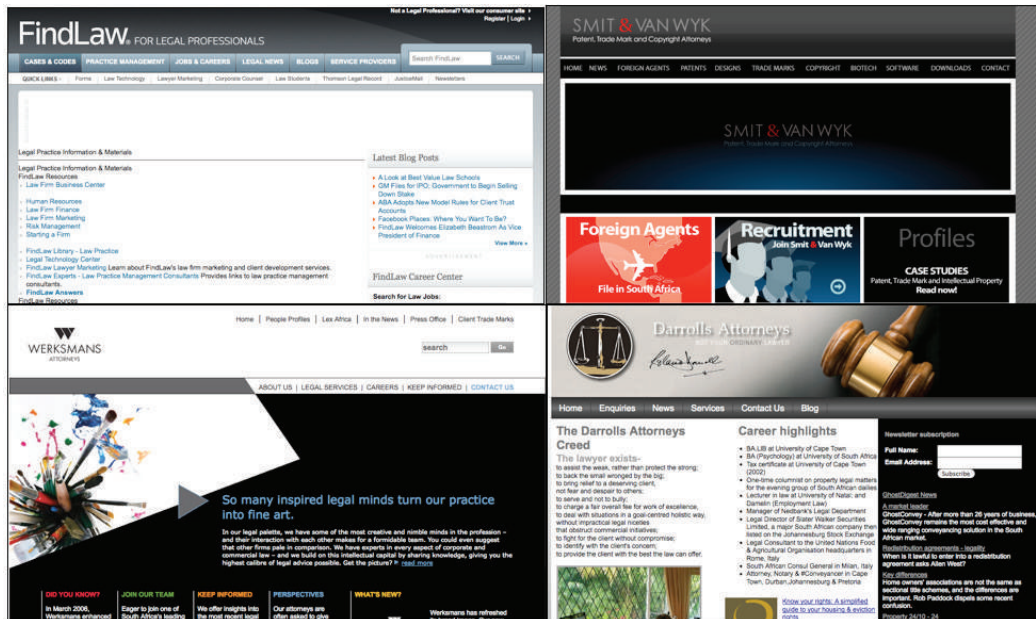 Not a Legal Professional? Visit our consumer site
Register | Login
FindLaw. FOR LEGAL PROFESSIONALS
CASES & CODES PRACTICE MANAGEMENT JOBS & CAREERS LEGAL NEWS BLOGS SERVICE PROVIDERS Search FindLaw SEARCH
QUICK LINKS - Forms Law Technology Lawyer Marketing Corporate Counsel Law Students Thomson Legal Record JusticeMail Newsletters
Legal Practice Information & Materials
Legal Practice Information & Materials
FindLaw Resources
Law Firm Business Center
Human Resources
Law Firm Finance
Law Firm Marketing
Risk Management
Starting a Firm
FindLaw Library - Law Practice
Legal Technology Center
FindLaw Lawyer Marketing Learn about FindLaw's law firm marketing and client development services.
FindLaw Experts - Law Practice Management Consultants Provides links to law practice management
consultants.
FindLaw Answers
FindLaw Resources
Latest Blog Posts
A Look at Best Value Law Schools
GM Files for IPO; Government to Begin Selling
Down Stake
ABA Adopts New Model Rules for Client Trust
Accounts
Facebook Places: Where You Want To Be?
FindLaw Welcomes Elizabeth Beastrom As Vice
President of Finance
View More »
ADVERTISEMENT
FindLaw Career Center
Search for Law Jobs:
SMIT & VAN WYK
Patent, Trade Mark and Copyright Attorneys
HOME NEWS FOREIGN AGENTS PATENTS DESIGNS TRADE MARKS COPYRIGHT BIOTECH SOFTWARE DOWNLOADS CONTACT
SMIT & VAN WYK
Patent, Trade Mark and Copyright Attorneys
Foreign Agents
File in South Africa
Recruitment
Join Smit & Van Wyk
Profiles
CASE STUDIES
Patent, Trade Mark and Intellectual Property
Read now!
Home | People Profiles | Lex Africa | In the News | Press Office | Client Trade Marks
WERKSMANS
ATTORNEYS
search Go
ABOUT US | LEGAL SERVICES | CAREERS | KEEP INFORMED | CONTACT US
So many inspired legal minds turn our practice
into fine art.
In our legal palette, we have some of the most creative and nimble minds in the profession –
and their interaction with each other makes for a formidable team. You could even suggest
that other firms pale in comparison. We have experts in every aspect of corporate and
commercial law – and we build on this intellectual capital by sharing knowledge, giving you the
highest calibre of legal advice possible. Get the picture? read more
DID YOU KNOW?
In March 2006,
Werksmans enhanced
JOIN OUR TEAM
Eager to join one of
South Africa's leading
KEEP INFORMED
We offer insights into
the most recent legal
PERSPECTIVES
Our attorneys are
often asked to give
WHAT'S NEW?
Werksmans has refreshed
Darrolls Attorneys
NOT YOUR ORDINARY LAWYER
Home Enquiries News Services Contact Us Blog
The Darrolls Attorneys
Creed
The lawyer exists-
to assist the weak, rather than protect the strong;
to back the small wronged by the big;
to bring relief to a deserving client,
not fear and despair to others;
to serve and not to bully;
to charge a fair overall fee for work of excellence,
to deal with situations in a goal-centred holistic way,
without impractical legal niceties
that obstruct commercial initiatives;
to fight for the client without compromise;
to identify with the client's concern;
to provide the client with the best the law can offer.
Career highlights
BA.LIB at University of Cape Town
BA (Psychology) at University of South Africa
Tax certificate at University of Cape Town
(2002)
One-time columnist on property legal matters
for the evening group of South African dailies
Lecturer in law at University of Natal; and
Damelin (Employment Law)
Manager of Nedbank's Legal Department
Legal Director of Slater Walker Securities
Limited, a major South African company then
listed on the Johannesburg Stock Exchange
Legal Consultant to the United Nations Food
& Agricultural Organisation headquarters in
Rome, Italy
South African Consul General in Milan, Italy
Attorney, Notary & Conveyancer in Cape
Town, Durban, Johannesburg & Pretoria
Know your rights: A simplified
guide to your housing & eviction
rights
Newsletter subscription
Full Name:
Email Address:
Subscribe
GhostDigest News
A market leader
GhostConvey - After more than 26 years of business,
GhostConvey remains the most cost effective and
wide ranging conveyancing solution in the South
African market.
Redistribution agreements - legality
When is it lawful to enter into a redistribution
agreement asks Allen West?
Key differences
Home owners' associations are not the same as
sectional title schemes, and the differences are
important. Rob Paddock dispels some recent
confusion.
Property 24/10 - 24